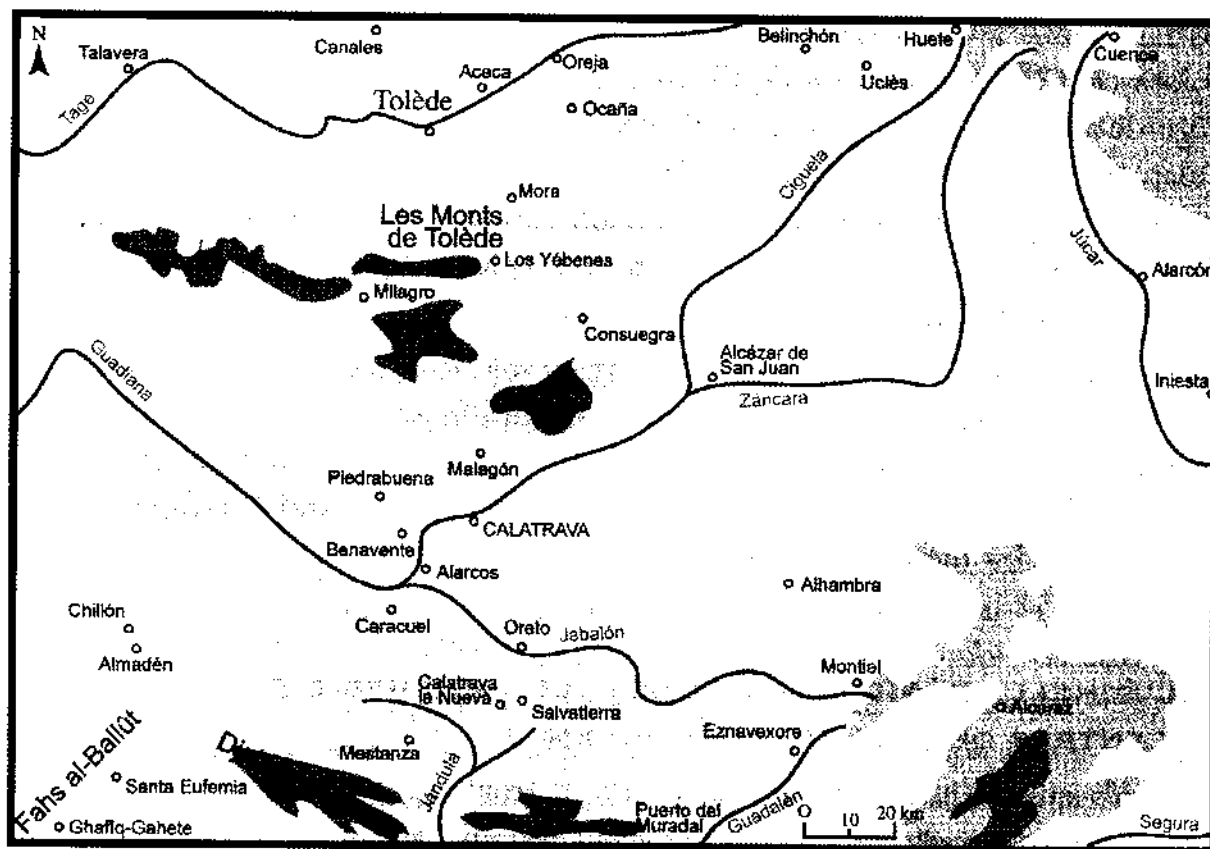 N
Talavera
Canales
Belinchón
Huete
Cuenca
Oreja
Aceca
Uclès
Tage
Tolède
Ocaña
Ciguela
Mora
Les Monts
de Tolède
Los Yébenes
Júcar
Alarcón
Milagro
Consuegra
Guadiana
Alcázar de
San Juan
Záncara
Iniesta
Malagón
Piedrabuena
CALATRAVA
Benavente
Alarcos
Alhambra
Chillón
Caracuel
Oreto
Jabalón
Almadén
Montiel
Calatrava
la Nueva
Salvatierra
Alcaraz
Eznavexore
Fahs al-Ballût
Mestanza
Jándula
Santa Eufemia
Puerto del
Muradal
Guadalén
0 10 20 km
Ghafiq-Gahete
Segura